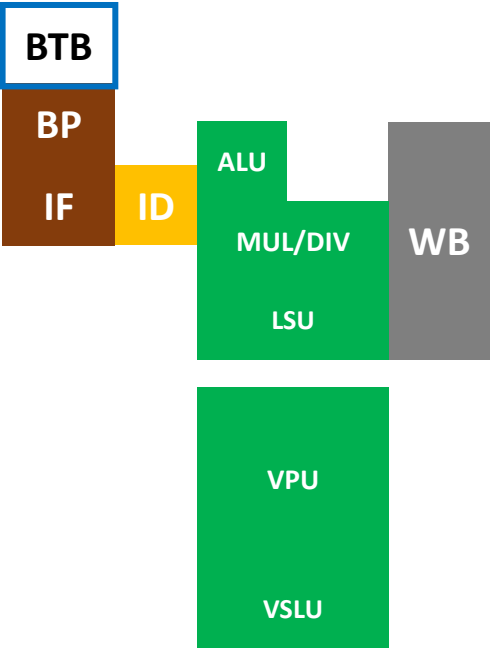 BTB
BP
IF
ID
ALU
MUL/DIV
LSU
WB
VPU
VSLU